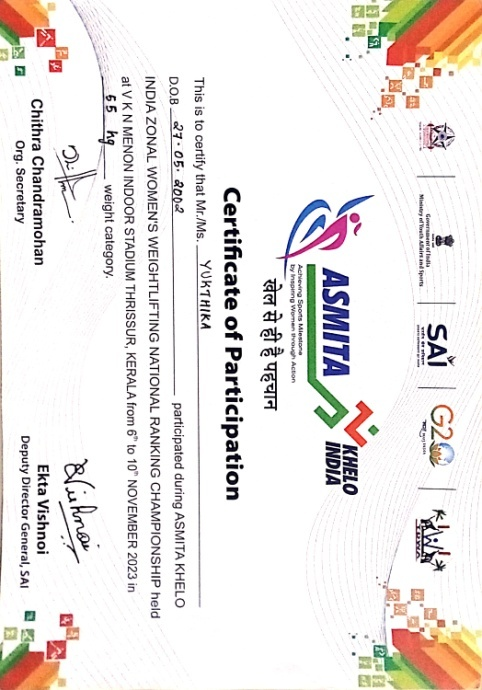 Government of India
Ministry of Youth Affairs and Sports
SAI
G20
ASMITA
Achieving Sports Milestone
by Inspiring Women through Action
KHELO
INDIA
खेल से ही है पहचान
Certificate of Participation
This is to certify that Mr./Ms. YUKTHIKA
D.O.B 27·05·2002 participated during ASMITA KHELO
INDIA ZONAL WOMEN'S WEIGHTLIFTING NATIONAL RANKING CHAMPIONSHIP held
at V K N MENON INDOOR STADIUM THRISSUR, KERALA from 6th to 10th NOVEMBER 2023 in
55 kg weight category.
Chithra Chandramohan
Org. Secretary
Ekta Vishnoi
Deputy Director General, SAI